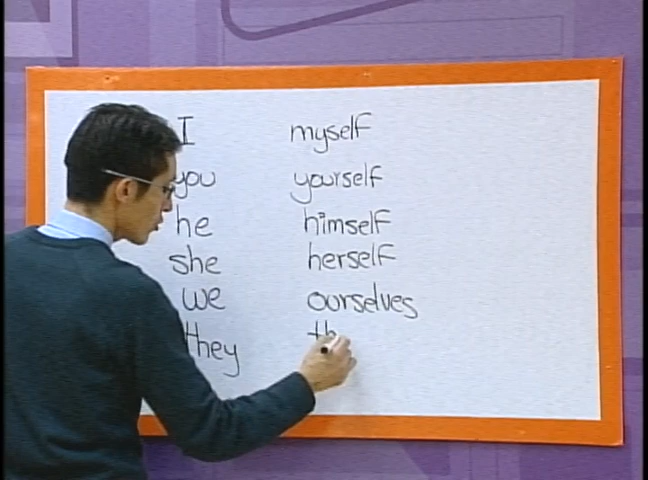 I myself
you yourself
he himself
she herself
we ourselves
they th